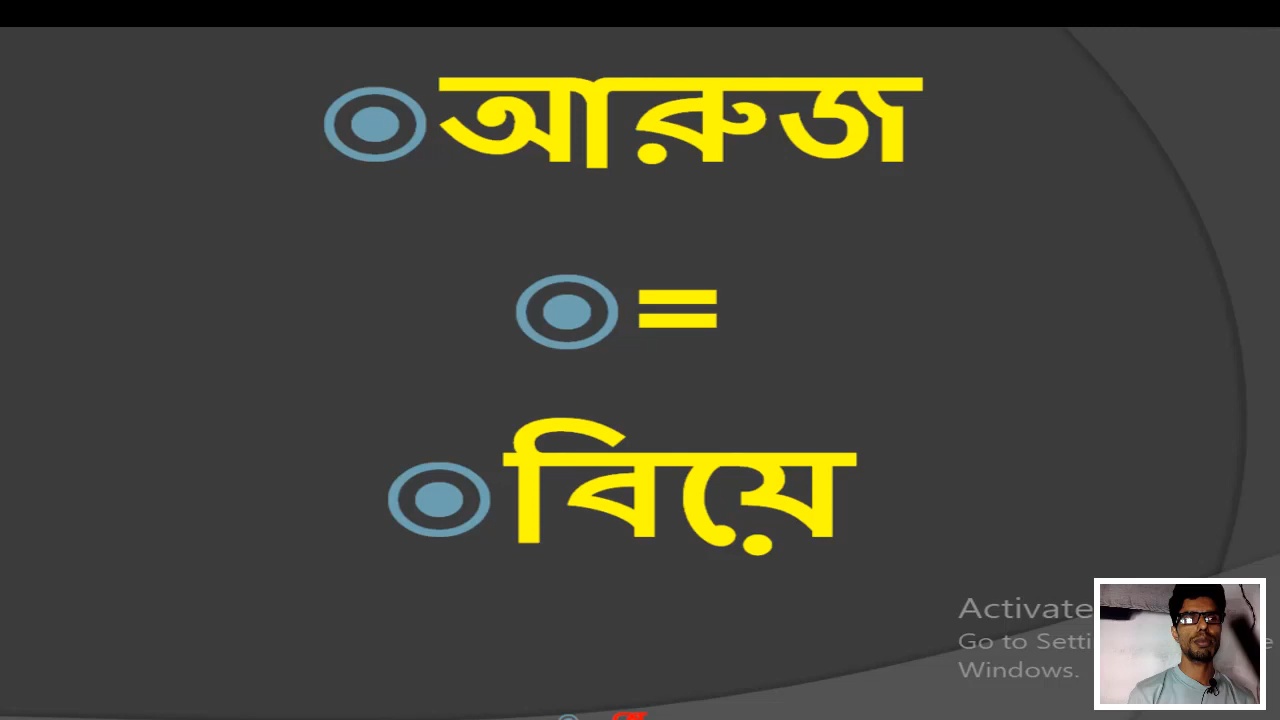 আরুজ
=
বিয়ে
Activate
Go to Setti
Windows.